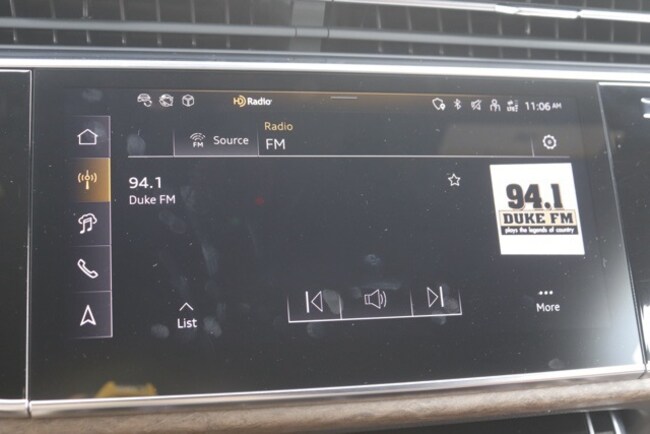 HD Radio
LTE
11:06 AM
Radio
FM
FM
Source
94.1
Duke FM
94.1
DUKE FM
plays the legends of country
List
More